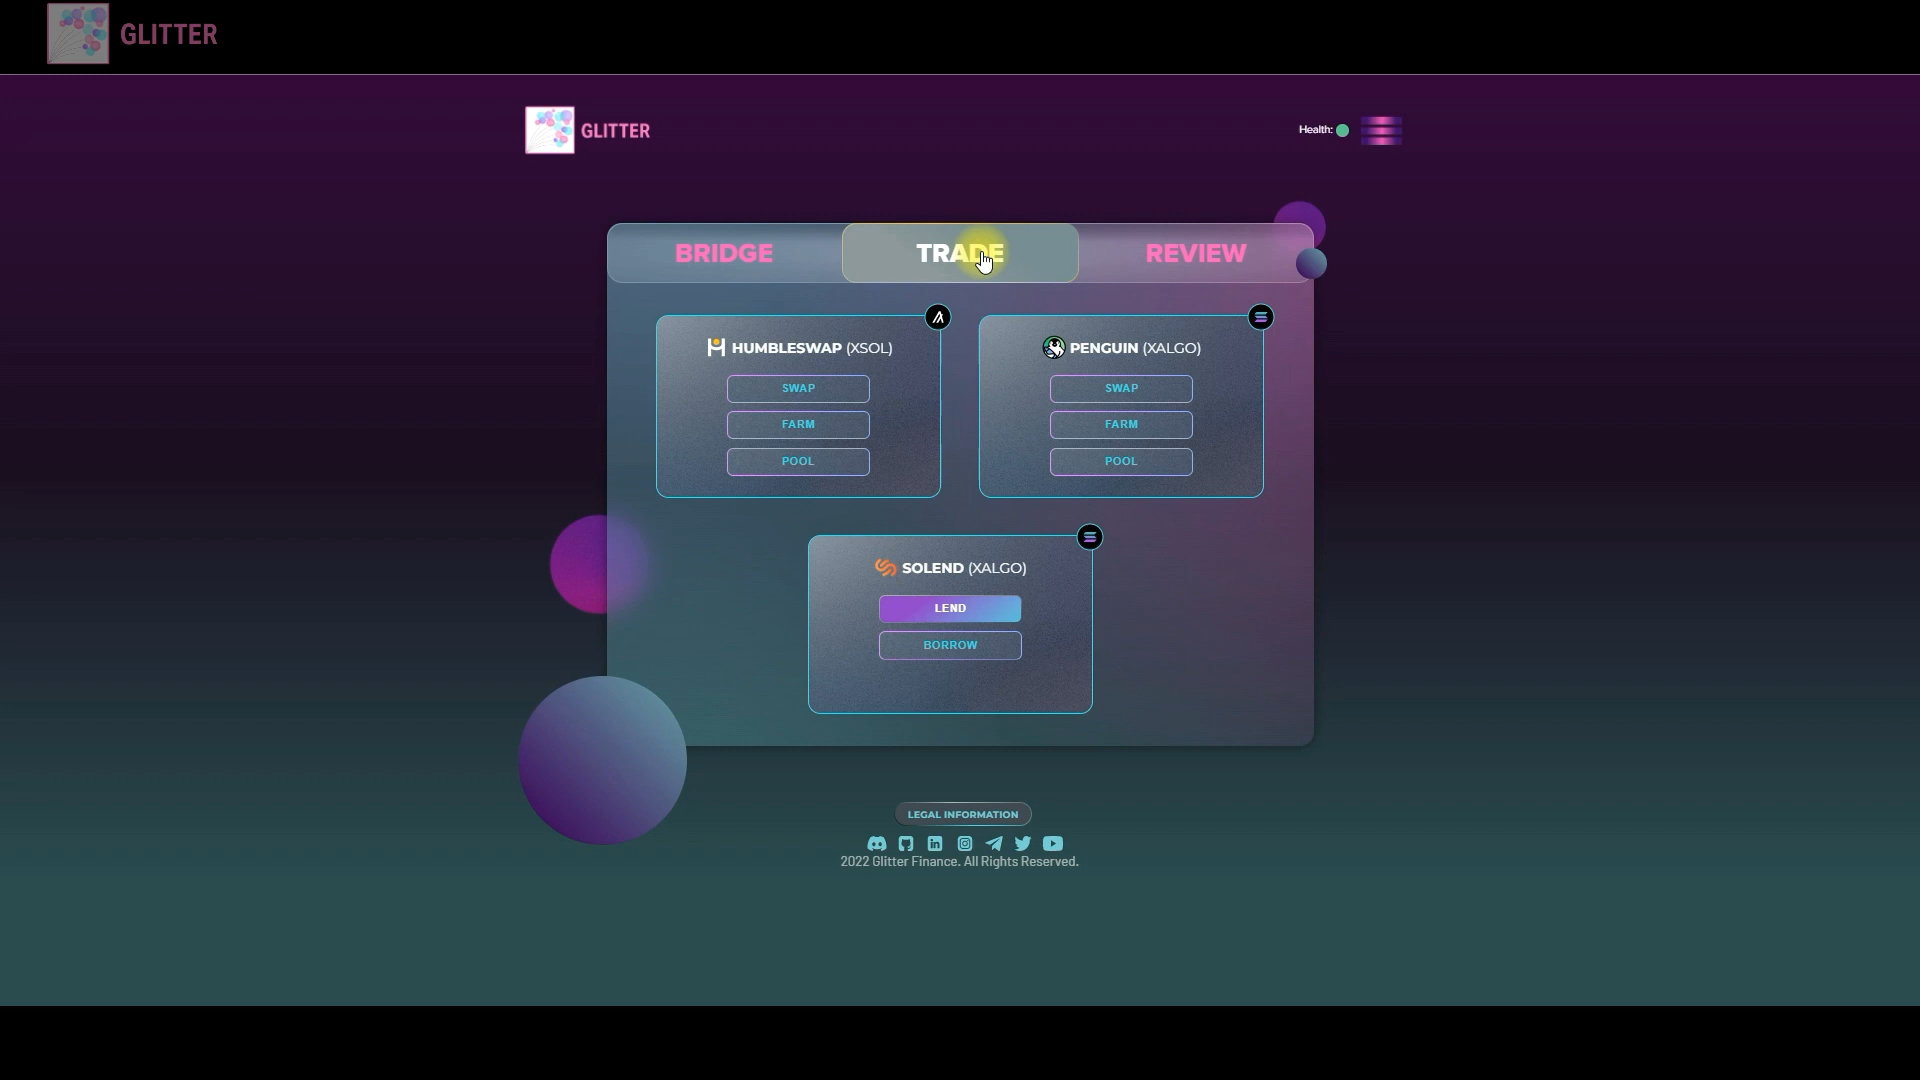 GLITTER
GLITTER
Health:
BRIDGE
TRADE
REVIEW
HUMBLESWAP (XSOL)
SWAP
FARM
POOL
PENGUIN (XALGO)
SWAP
FARM
POOL
SOLEND (XALGO)
LEND
BORROW
LEGAL INFORMATION
2022 Glitter Finance. All Rights Reserved.